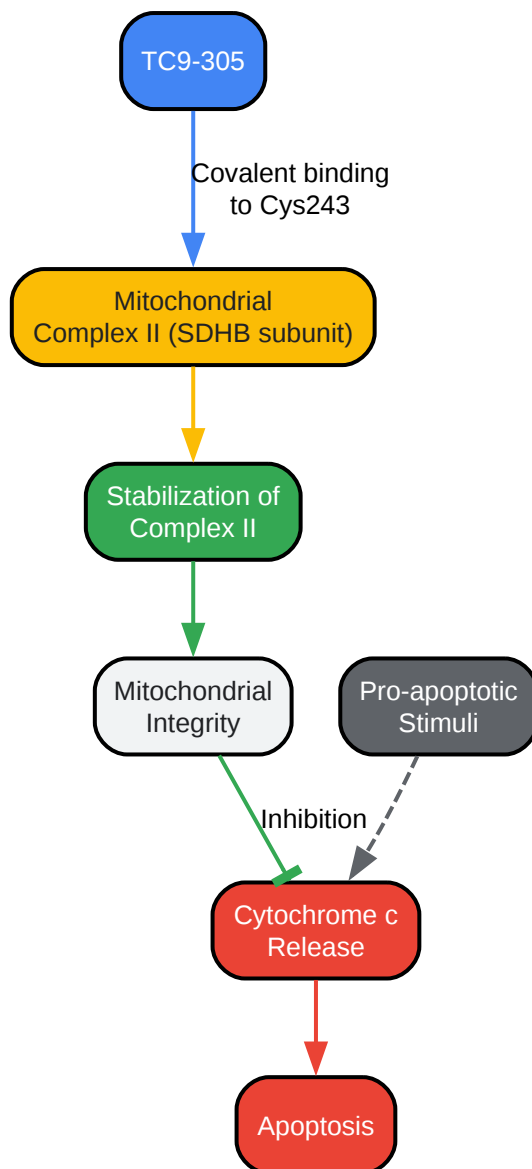 TC9-305
Covalent binding
to Cys243
Mitochondrial
Complex II (SDHB subunit)
Stabilization of
Complex II
Mitochondrial
Integrity
Pro-apoptotic
Stimuli
Inhibition
Cytochrome c
Release
Apoptosis